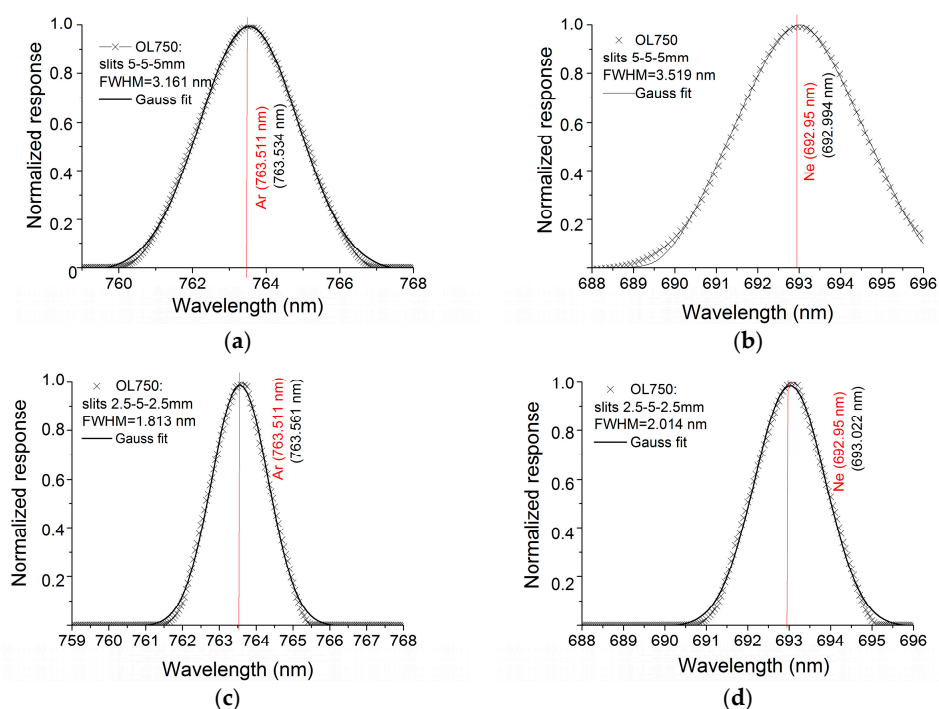 1.0
0.8
0.6
0.4
0.2
0
Normalized response
OL750:
slits 5-5-5mm
FWHM=3.161 nm
Gauss fit
Ar (763.511 nm)
(763.534 nm)
760 762 764 766 768
Wavelength (nm)
(a)
1.0
0.8
0.6
0.4
0.2
Normalized response
OL750
slits 5-5-5mm
FWHM=3.519 nm
Gauss fit
Ne (692.95 nm)
(692.994 nm)
688 689 690 691 692 693 694 695 696
Wavelength (nm)
(b)
1.0
0.8
0.6
0.4
0.2
Normalized response
OL750:
slits 2.5-5-2.5mm
FWHM=1.813 nm
Gauss fit
Ar (763.511 nm)
(763.561 nm)
759 760 761 762 763 764 765 766 767 768
Wavelength (nm)
(c)
1.0
0.8
0.6
0.4
0.2
Normalized response
OL750:
slits 2.5-5-2.5mm
FWHM=2.014 nm
Gauss fit
Ne (692.95 nm)
(693.022 nm)
688 689 690 691 692 693 694 695 696
Wavelength (nm)
(d)